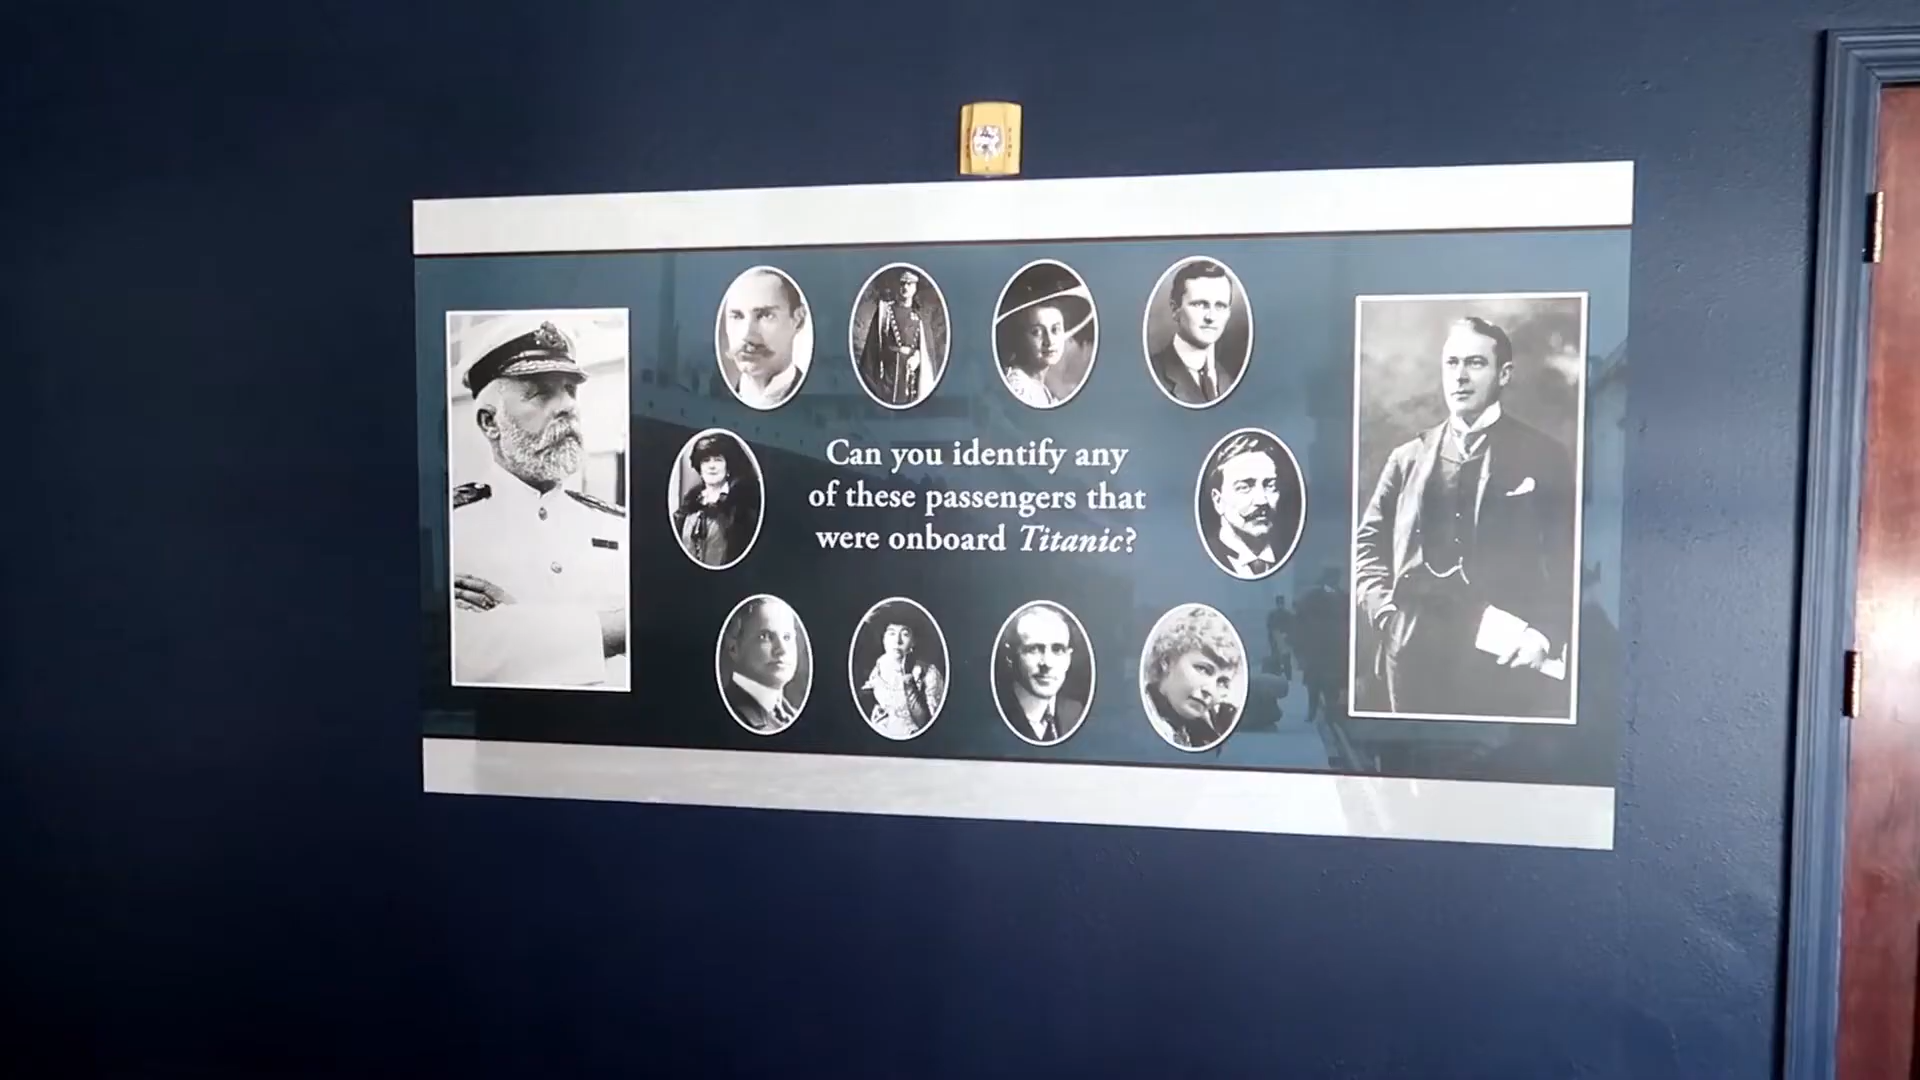 Can you identify any
of these passengers that
were onboard Titanic?